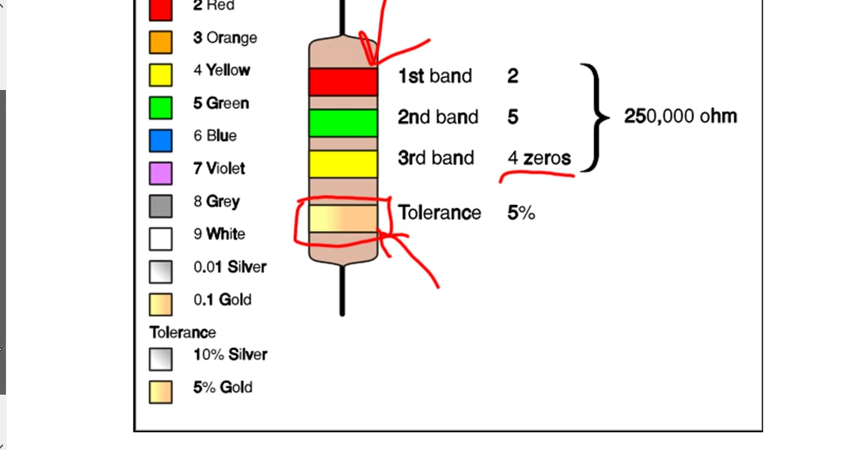 2 Red
3 Orange
4 Yellow
5 Green
6 Blue
7 Violet
8 Grey
9 White
0.01 Silver
0.1 Gold
Tolerance
10% Silver
5% Gold
1st band 2
2nd band 5
3rd band 4 zeros
250,000 ohm
Tolerance 5%